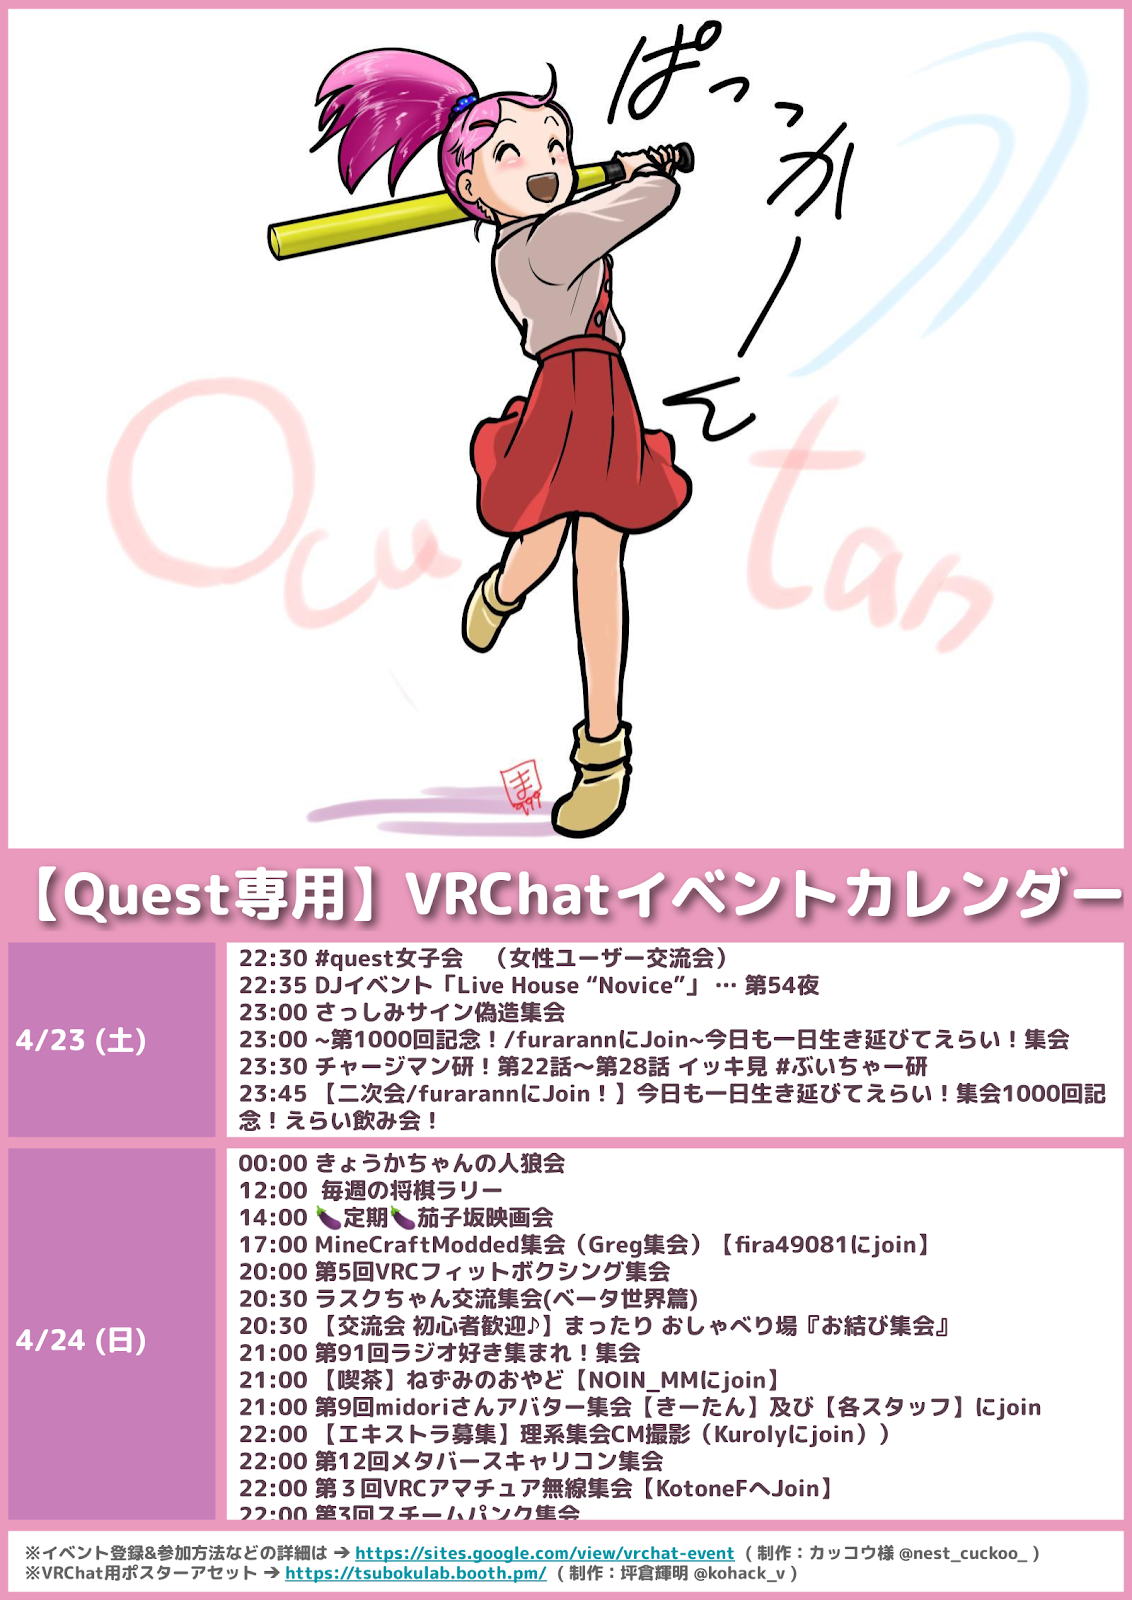 ぱっっかーん
Ocutan
ま
999
【Quest専用】VRChatイベントカレンダー
4/23 (土)
22:30 #quest女子会　（女性ユーザー交流会）
22:35 DJイベント「Live House “Novice”」 … 第54夜
23:00 さっしみサイン偽造集会
23:00 ~第1000回記念！/furarannにJoin~今日も一日生き延びてえらい！集会
23:30 チャージマン研！第22話～第28話 イッキ見 #ぶいちゃー研
23:45 【二次会/furarannにJoin！】今日も一日生き延びてえらい！集会1000回記
念！えらい飲み会！
4/24 (日)
00:00 きょうかちゃんの人狼会
12:00  毎週の将棋ラリー
14:00 🍆定期🍆茄子坂映画会
17:00 MineCraftModded集会（Greg集会）【fira49081にjoin】
20:00 第5回VRCフィットボクシング集会
20:30 ラスクちゃん交流集会(ベータ世界篇)
20:30 【交流会 初心者歓迎♪】まったり おしゃべり場『お結び集会』
21:00 第91回ラジオ好き集まれ！集会
21:00 【喫茶】ねずみのおやど【NOIN_MMにjoin】
21:00 第9回midoriさんアバター集会【きーたん】及び【各スタッフ】にjoin
22:00 【エキストラ募集】理系集会CM撮影（Kurolyにjoin））
22:00 第12回メタバースキャリコン集会
22:00 第３回VRCアマチュア無線集会【KotoneFへJoin】
22:00 第3回スチームパンク集会
※イベント登録&参加方法などの詳細は ➔ https://sites.google.com/view/vrchat-event （ 制作：カッコウ様 @nest_cuckoo_ ）
※VRChat用ポスターアセット ➔ https://tsubokulab.booth.pm/ （ 制作：坪倉輝明 @kohack_v ）